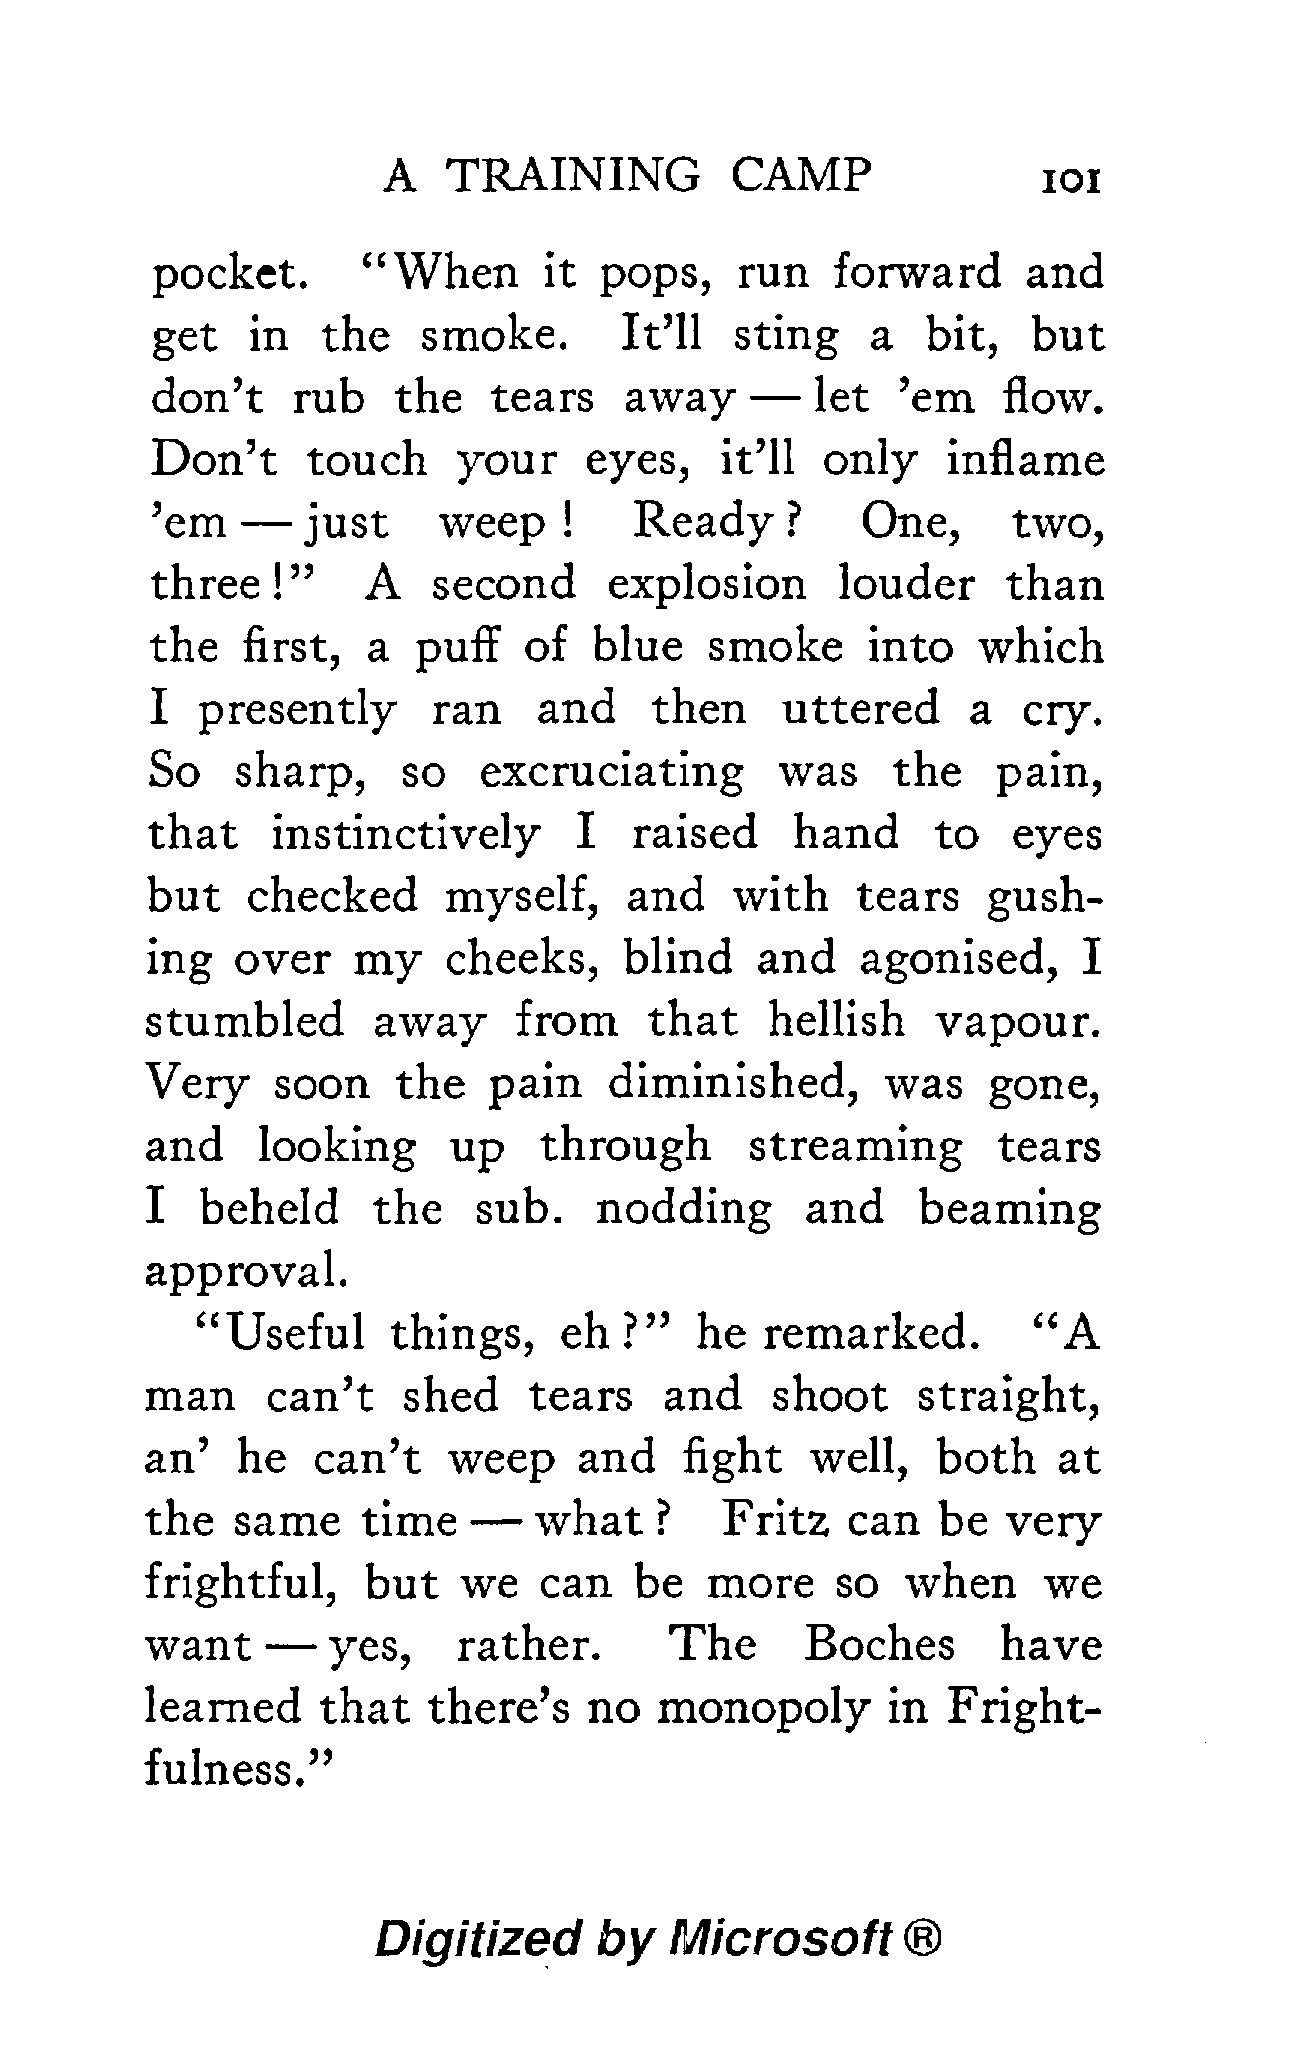 A TRAINING CAMP 101
pocket. “When it pops, run forward and
get in the smoke. It’ll sting a bit, but
don’t rub the tears away — let ’em flow.
Don’t touch your eyes, it’ll only inflame
’em — just weep ! Ready ? One, two,
three !” A second explosion louder than
the first, a puff of blue smoke into which
I presently ran and then uttered a cry.
So sharp, so excruciating was the pain,
that instinctively I raised hand to eyes
but checked myself, and with tears gush-
ing over my cheeks, blind and agonised, I
stumbled away from that hellish vapour.
Very soon the pain diminished, was gone,
and looking up through streaming tears
I beheld the sub. nodding and beaming
approval.
“Useful things, eh ?” he remarked. “A
man can’t shed tears and shoot straight,
an’ he can’t weep and fight well, both at
the same time — what ? Fritz can be very
frightful, but we can be more so when we
want — yes, rather. The Boches have
learned that there’s no monopoly in Fright-
fulness.”
Digitized by Microsoft ®